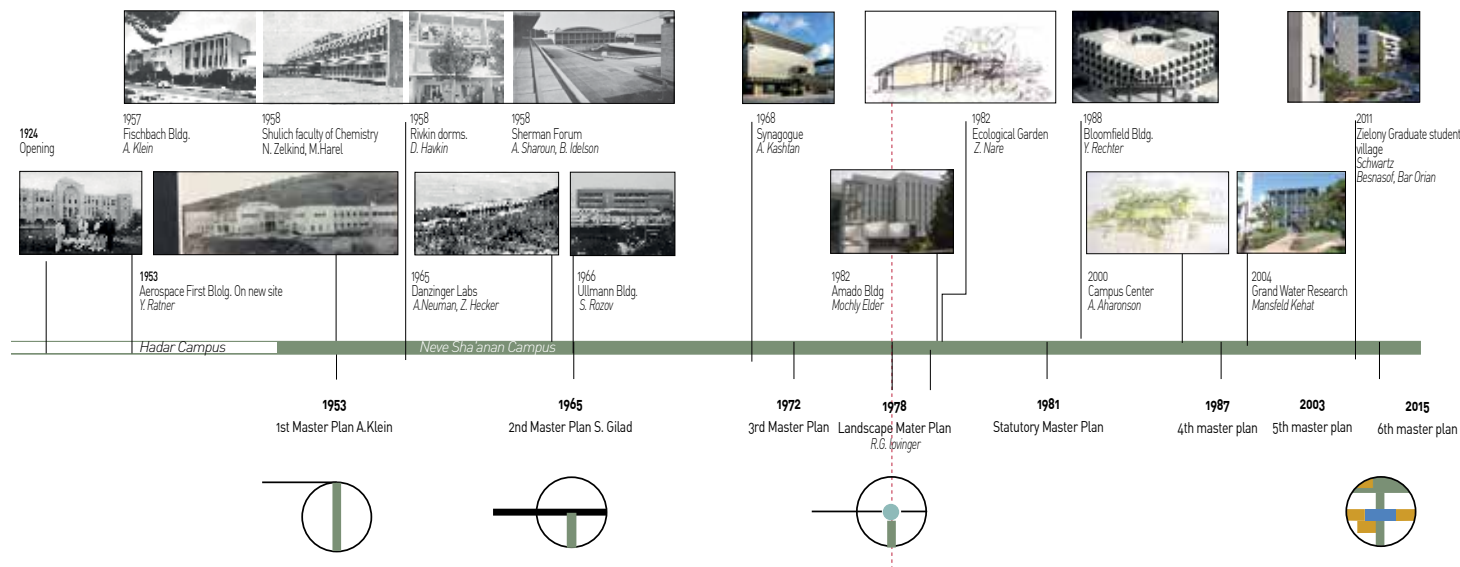 1957
Fischbach Bldg.
A. Klein
1958
Shulich faculty of Chemistry
N. Zelkind, M.Harel
1958
Rivkin dorms.
D. Havkin
1958
Sherman Forum
A. Sharoun, B. Idelson
1968
Synagogue
A. Kashtan
1982
Ecological Garden
Z. Nare
1988
Bloomfield Bldg.
Y. Rechter
2011
Zielony Graduate student
village
Schwartz
Besnasof, Bar Orian
1924
Opening
1953
Aerospace First Blolg. On new site
Y. Ratner
1965
Danzinger Labs
A.Neuman, Z. Hecker
1966
Ullmann Bldg.
S. Rozov
1982
Amado Bldg
Mochly Elder
2000
Campus Center
A. Aharonson
2004
Grand Water Research
Mansfeld Kehat
Hadar Campus
Neve Sha'anan Campus
1953
1st Master Plan A.Klein
1965
2nd Master Plan S. Gilad
1972
3rd Master Plan
1978
Landscape Mater Plan
R.G. Iovinger
1981
Statutory Master Plan
1987
4th master plan
2003
5th master plan
2015
6th master plan